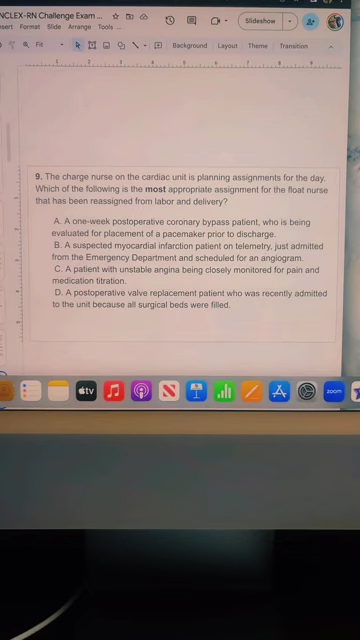 NCLEX-RN Challenge Exam ...
Slideshow
Format Slide Arrange Tools ...
Fit
Background Layout Theme Transition
9. The charge nurse on the cardiac unit is planning assignments for the day.
Which of the following is the most appropriate assignment for the float nurse
that has been reassigned from labor and delivery?
A. A one-week postoperative coronary bypass patient, who is being
evaluated for placement of a pacemaker prior to discharge.
B. A suspected myocardial infarction patient on telemetry, just admitted
from the Emergency Department and scheduled for an angiogram.
C. A patient with unstable angina being closely monitored for pain and
medication titration.
D. A postoperative valve replacement patient who was recently admitted
to the unit because all surgical beds were filled.
tv
zoom